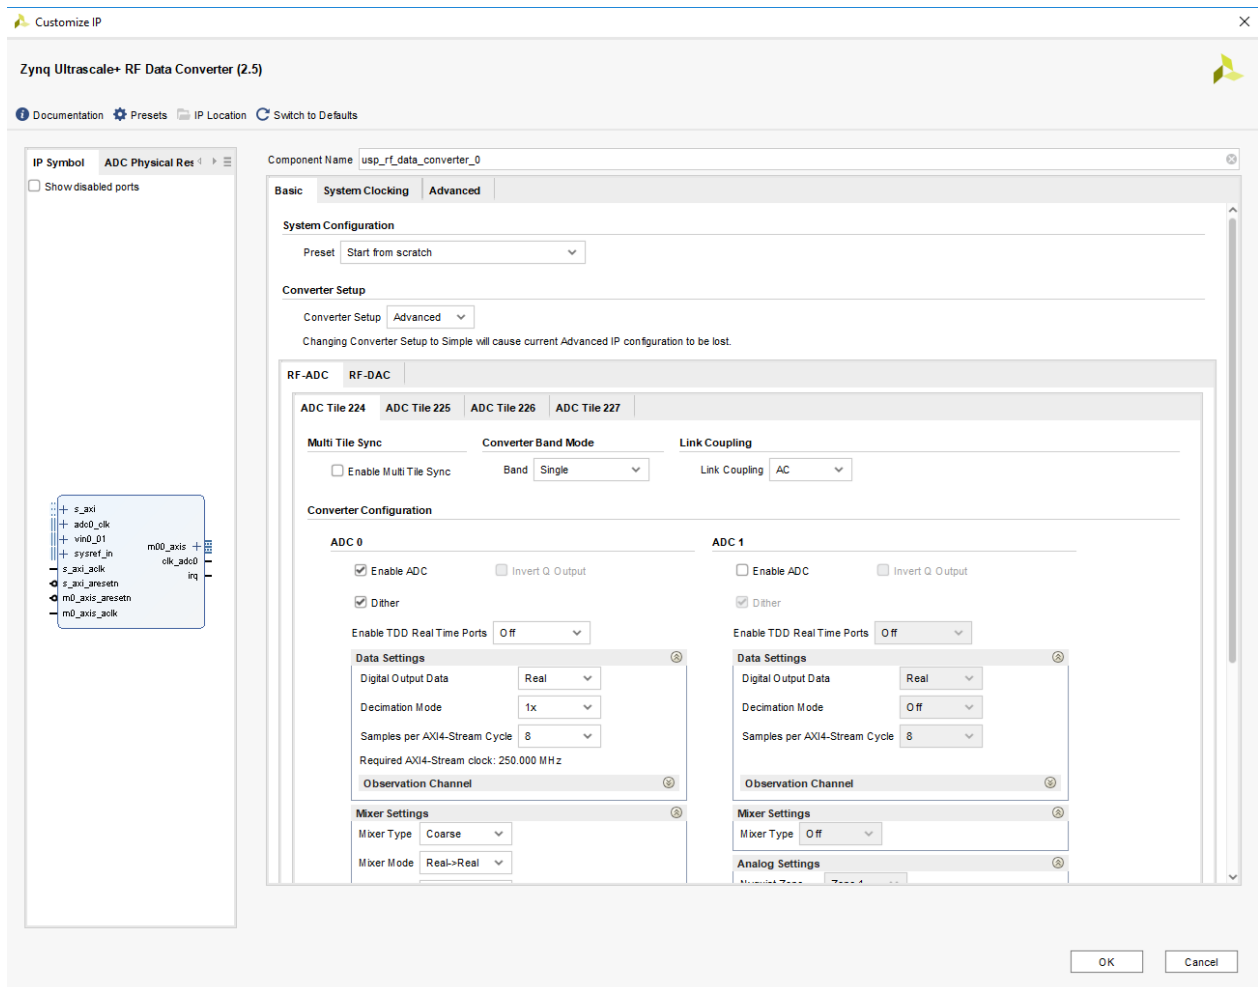 Customize IP
Zynq Ultrascale+ RF Data Converter (2.5)
Documentation Presets IP Location Switch to Defaults
IP Symbol ADC Physical Res
Show disabled ports
s_axi
adc0_clk
vin0_01
sysref_in
s_axi_aclk
s_axi_aresetn
m0_axis_aresetn
m0_axis_aclk
m00_axis
clk_adc0
irq
Component Name usp_rf_data_converter_0
Basic System Clocking Advanced
System Configuration
Preset Start from scratch
Converter Setup
Converter Setup Advanced
Changing Converter Setup to Simple will cause current Advanced IP configuration to be lost.
RF-ADC RF-DAC
ADC Tile 224 ADC Tile 225 ADC Tile 226 ADC Tile 227
Multi Tile Sync Converter Band Mode Link Coupling
Enable Multi Tile Sync Band Single Link Coupling AC
Converter Configuration
ADC 0
Enable ADC Invert Q Output
Dither
Enable TDD Real Time Ports Off
Data Settings
Digital Output Data Real
Decimation Mode 1x
Samples per AXI4-Stream Cycle 8
Required AXI4-Stream clock: 250.000 MHz
Observation Channel
Mixer Settings
Mixer Type Coarse
Mixer Mode Real->Real
ADC 1
Enable ADC Invert Q Output
Dither
Enable TDD Real Time Ports Off
Data Settings
Digital Output Data Real
Decimation Mode Off
Samples per AXI4-Stream Cycle 8
Observation Channel
Mixer Settings
Mixer Type Off
Analog Settings
Nyquist Zone Zone 1
OK Cancel